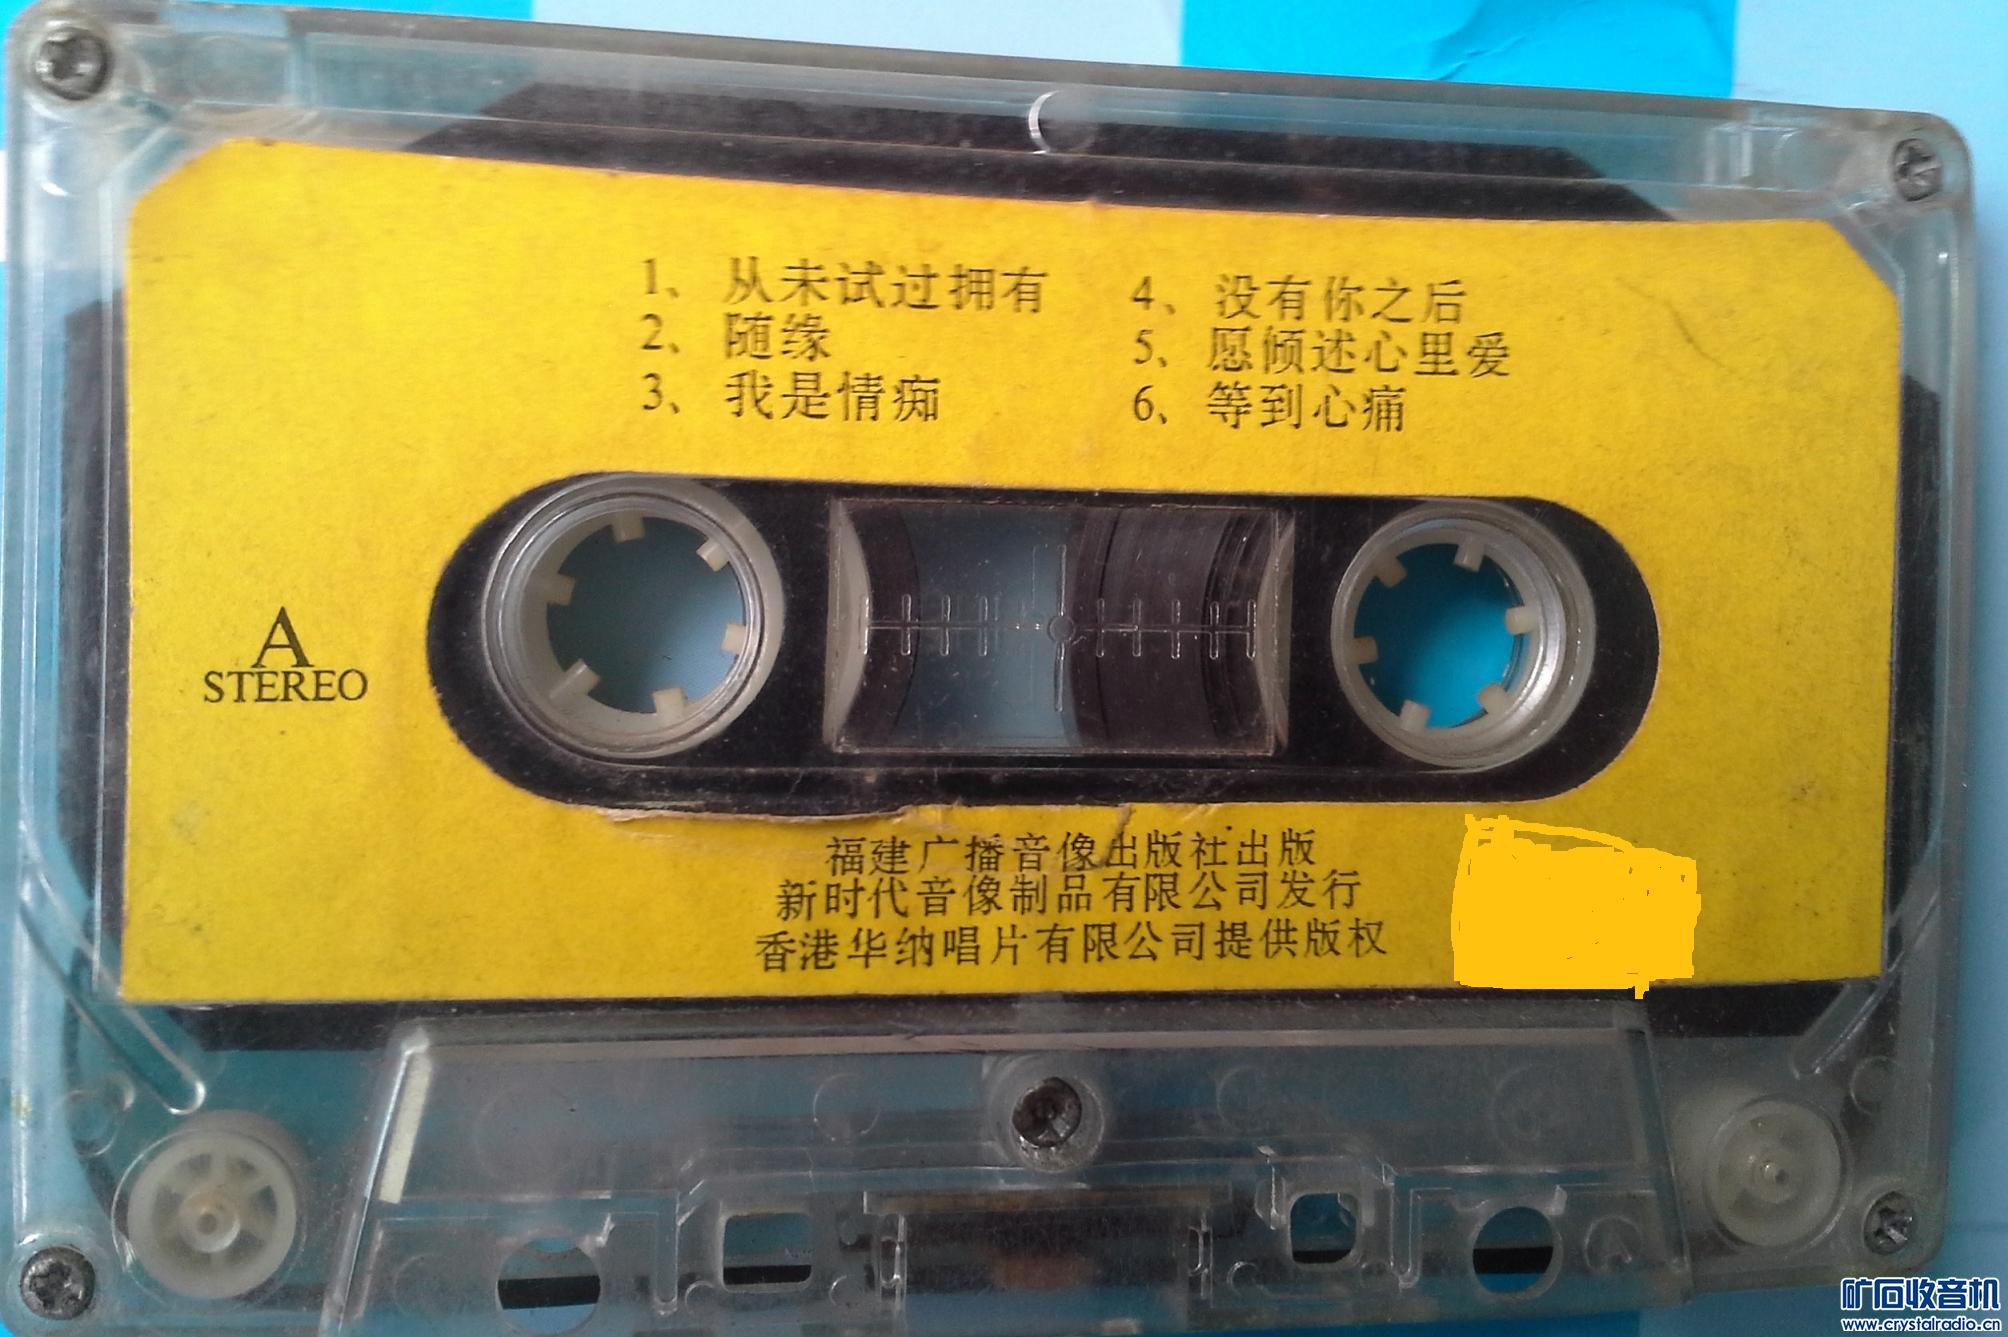 1、从未试过拥有
2、随缘
3、我是情痴
4、没有你之后
5、愿倾述心里爱
6、等到心痛
A
STEREO
福建广播音像出版社出版
新时代音像制品有限公司发行
香港华纳唱片有限公司提供版权
矿石收音机
www.crystalradio.cn